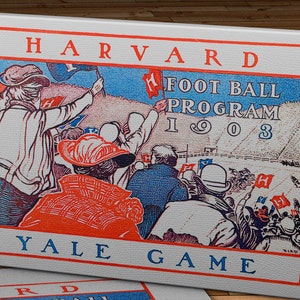 HARVARD
FOOT BALL
PROGRAM
1903
H
H
YALE GAME